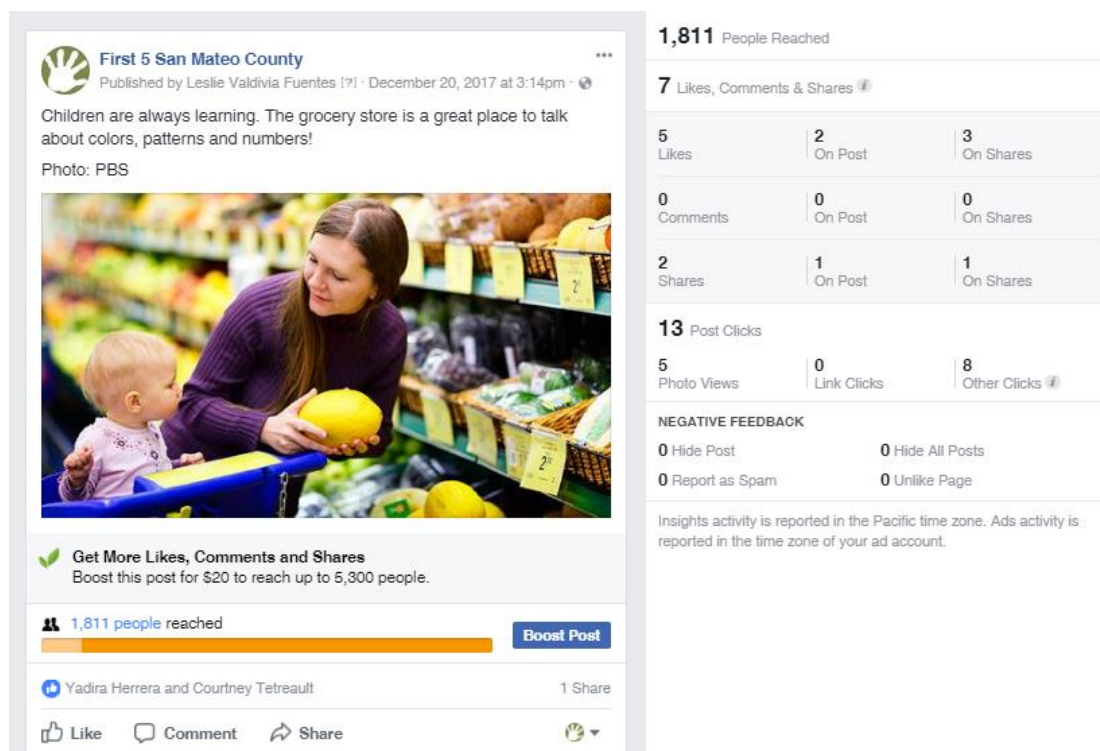 First 5 San Mateo County
Published by Leslie Valdivia Fuentes [?] · December 20, 2017 at 3:14pm ·
Children are always learning. The grocery store is a great place to talk
about colors, patterns and numbers!
Photo: PBS
Get More Likes, Comments and Shares
Boost this post for $20 to reach up to 5,300 people.
1,811 people reached
Boost Post
Yadira Herrera and Courtney Tetreault 1 Share
Like Comment Share
1,811 People Reached
7 Likes, Comments & Shares
5 2 3
Likes On Post On Shares
0 0 0
Comments On Post On Shares
2 1 1
Shares On Post On Shares
13 Post Clicks
5 0 8
Photo Views Link Clicks Other Clicks
NEGATIVE FEEDBACK
0 Hide Post 0 Hide All Posts
0 Report as Spam 0 Unlike Page
Insights activity is reported in the Pacific time zone. Ads activity is
reported in the time zone of your ad account.